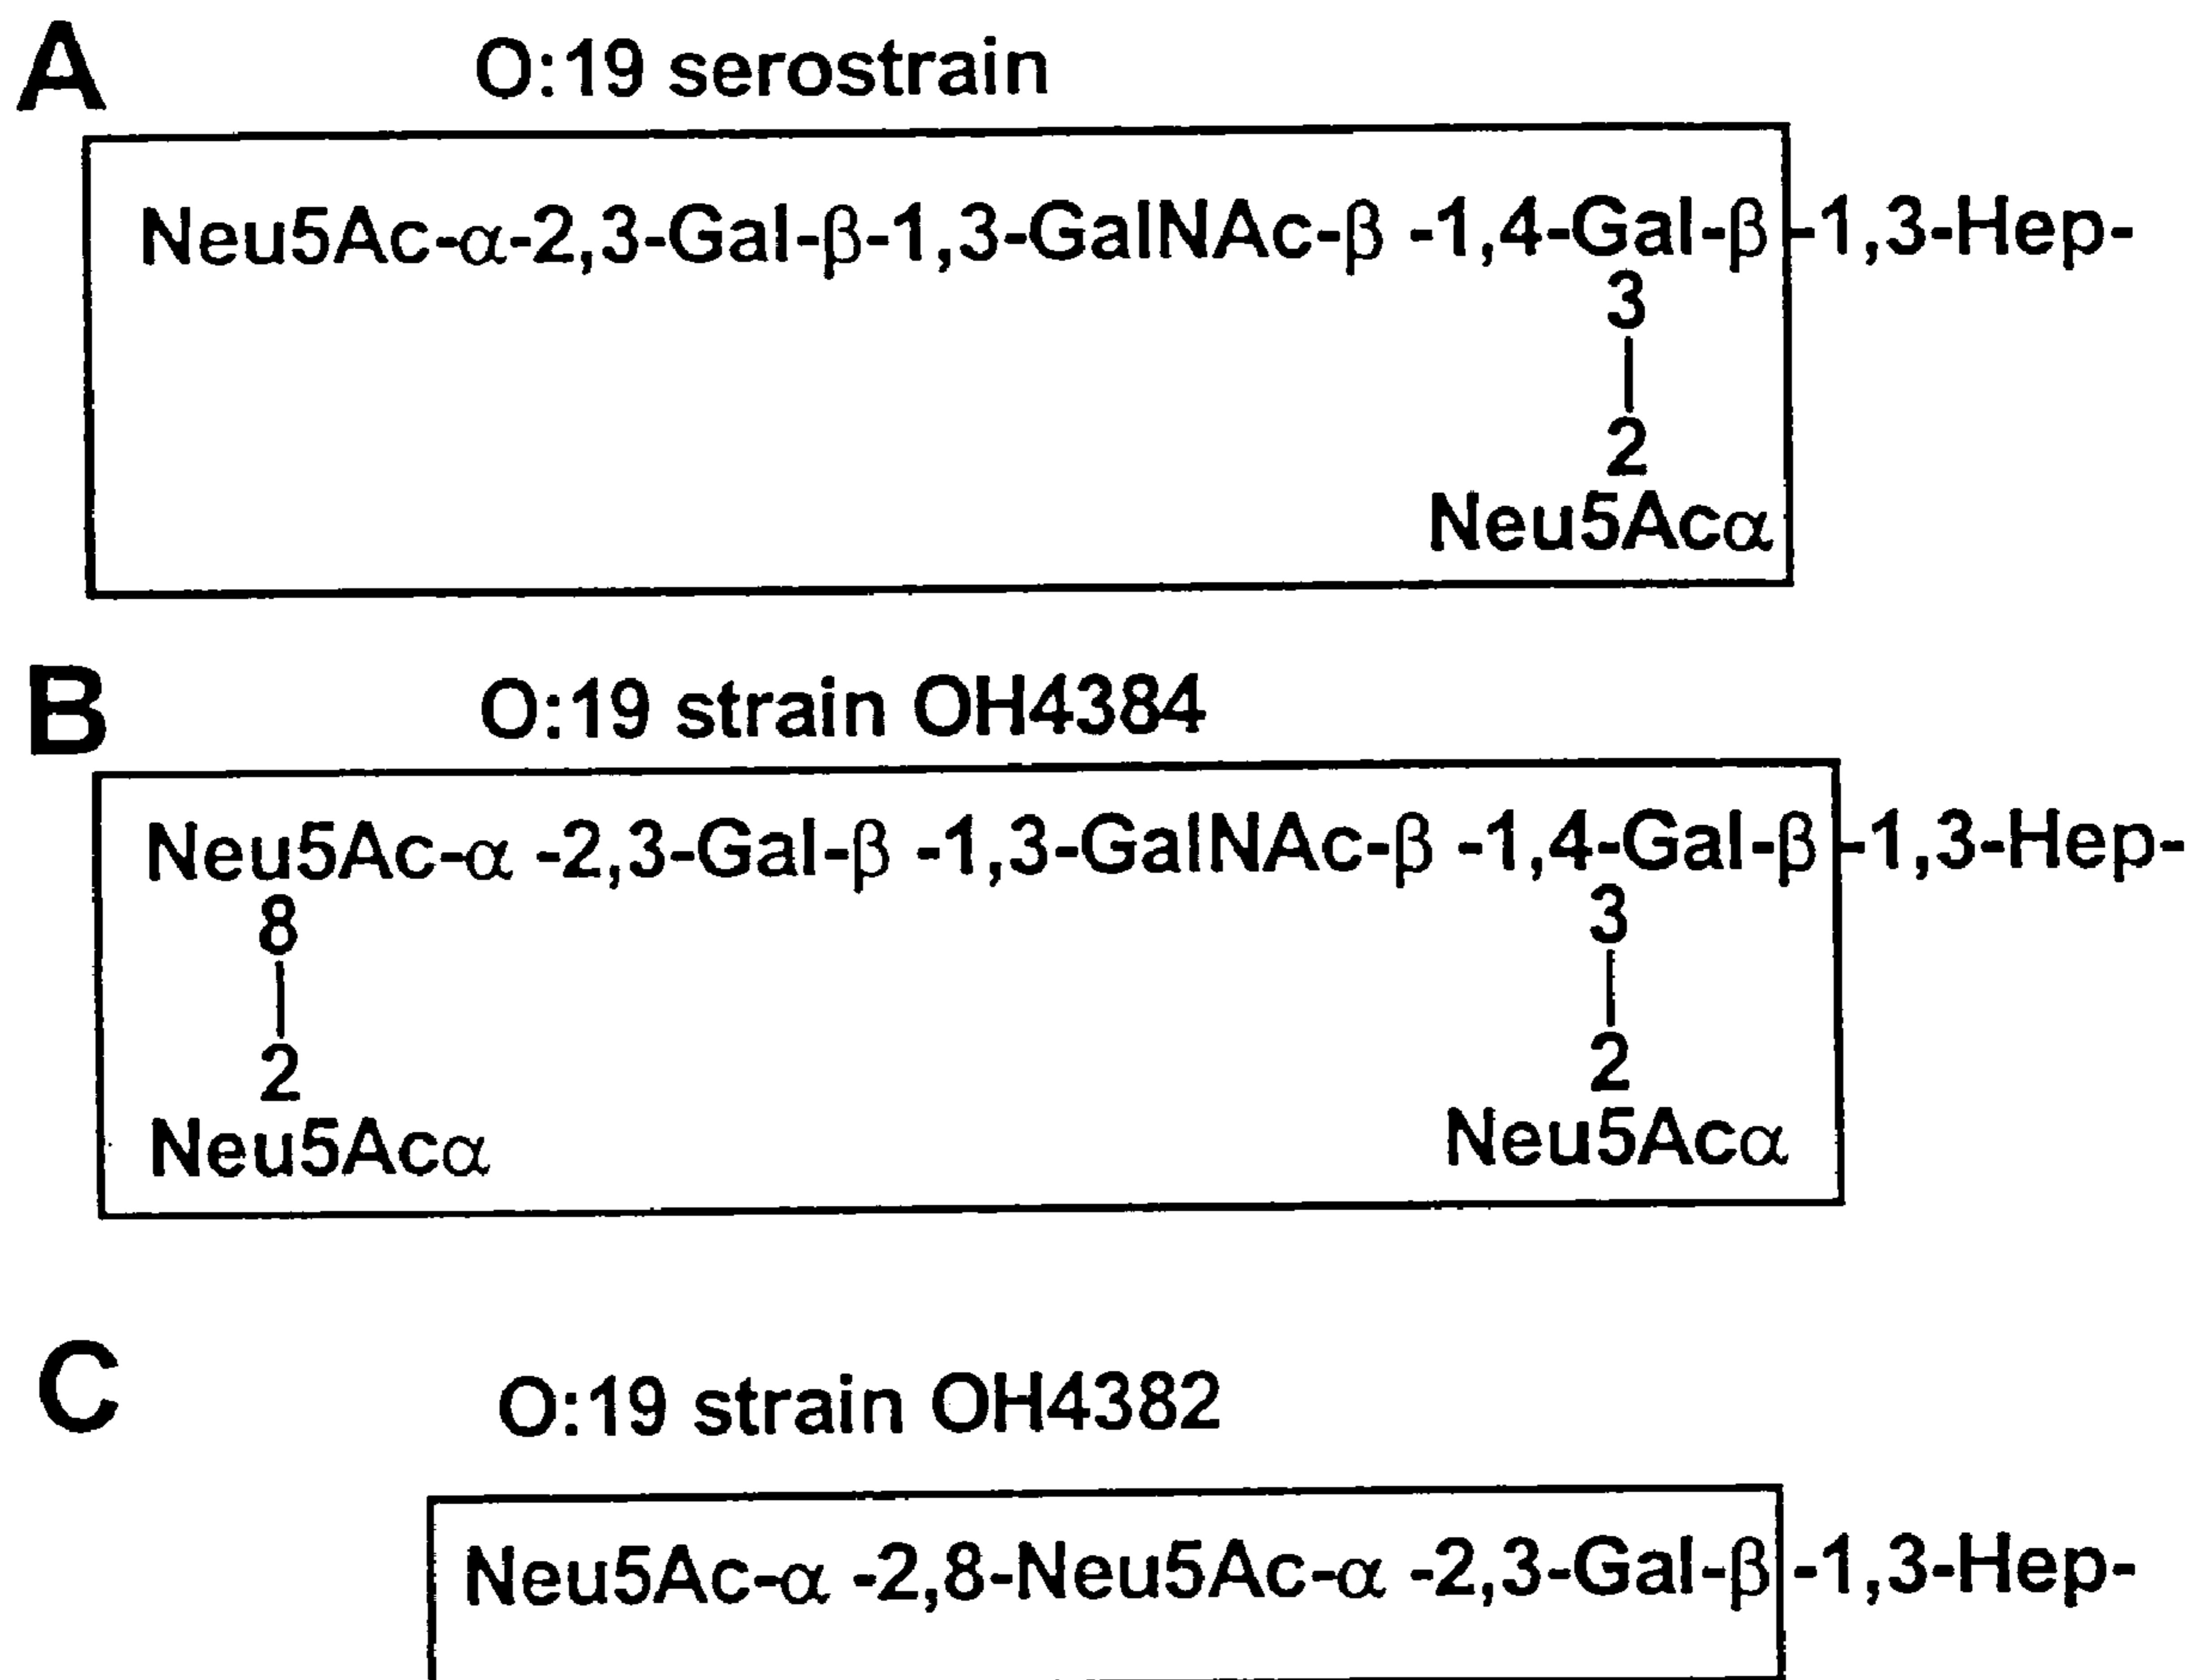 A
O:19 serostrain
Neu5Ac-α-2,3-Gal-β-1,3-GalNAc-β -1,4-Gal-β-1,3-Hep-
3
2
Neu5Acα
B
O:19 strain OH4384
Neu5Ac-α -2,3-Gal-β -1,3-GalNAc-β -1,4-Gal-β-1,3-Hep-
8 3
2 2
Neu5Acα Neu5Acα
C
O:19 strain OH4382
Neu5Ac-α -2,8-Neu5Ac-α -2,3-Gal-β -1,3-Hep-